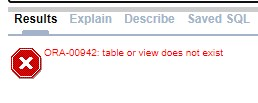 Results Explain Describe Saved SQL
ORA-00942: table or view does not exist